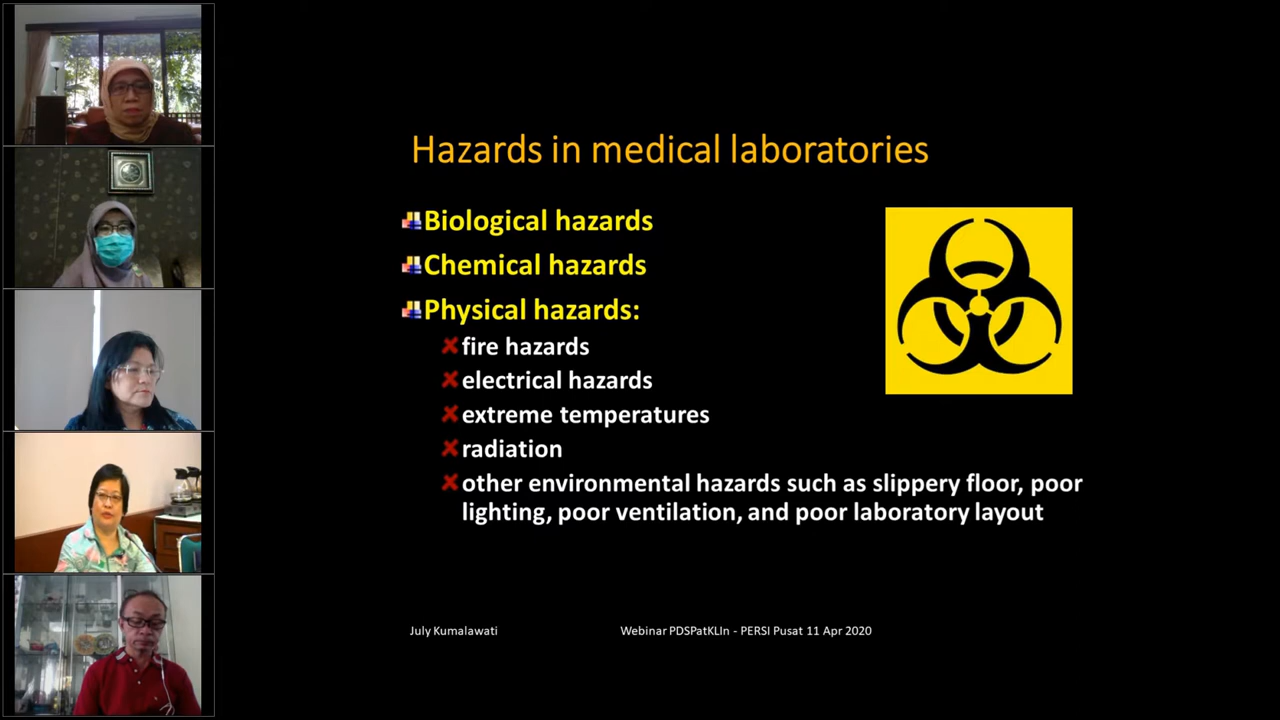 Hazards in medical laboratories
Biological hazards
Chemical hazards
Physical hazards:
fire hazards
electrical hazards
extreme temperatures
radiation
other environmental hazards such as slippery floor, poor
lighting, poor ventilation, and poor laboratory layout
July Kumalawati
Webinar PDSPatKLIn - PERSI Pusat 11 Apr 2020